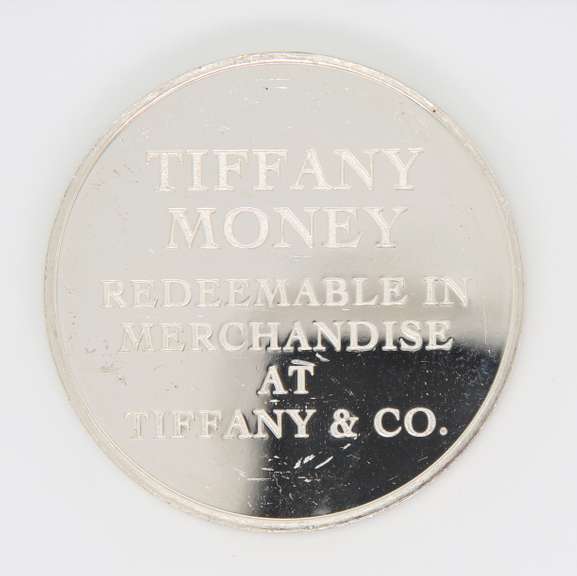 TIFFANY
MONEY
REDEEMABLE IN
MERCHANDISE
AT
TIFFANY & CO.